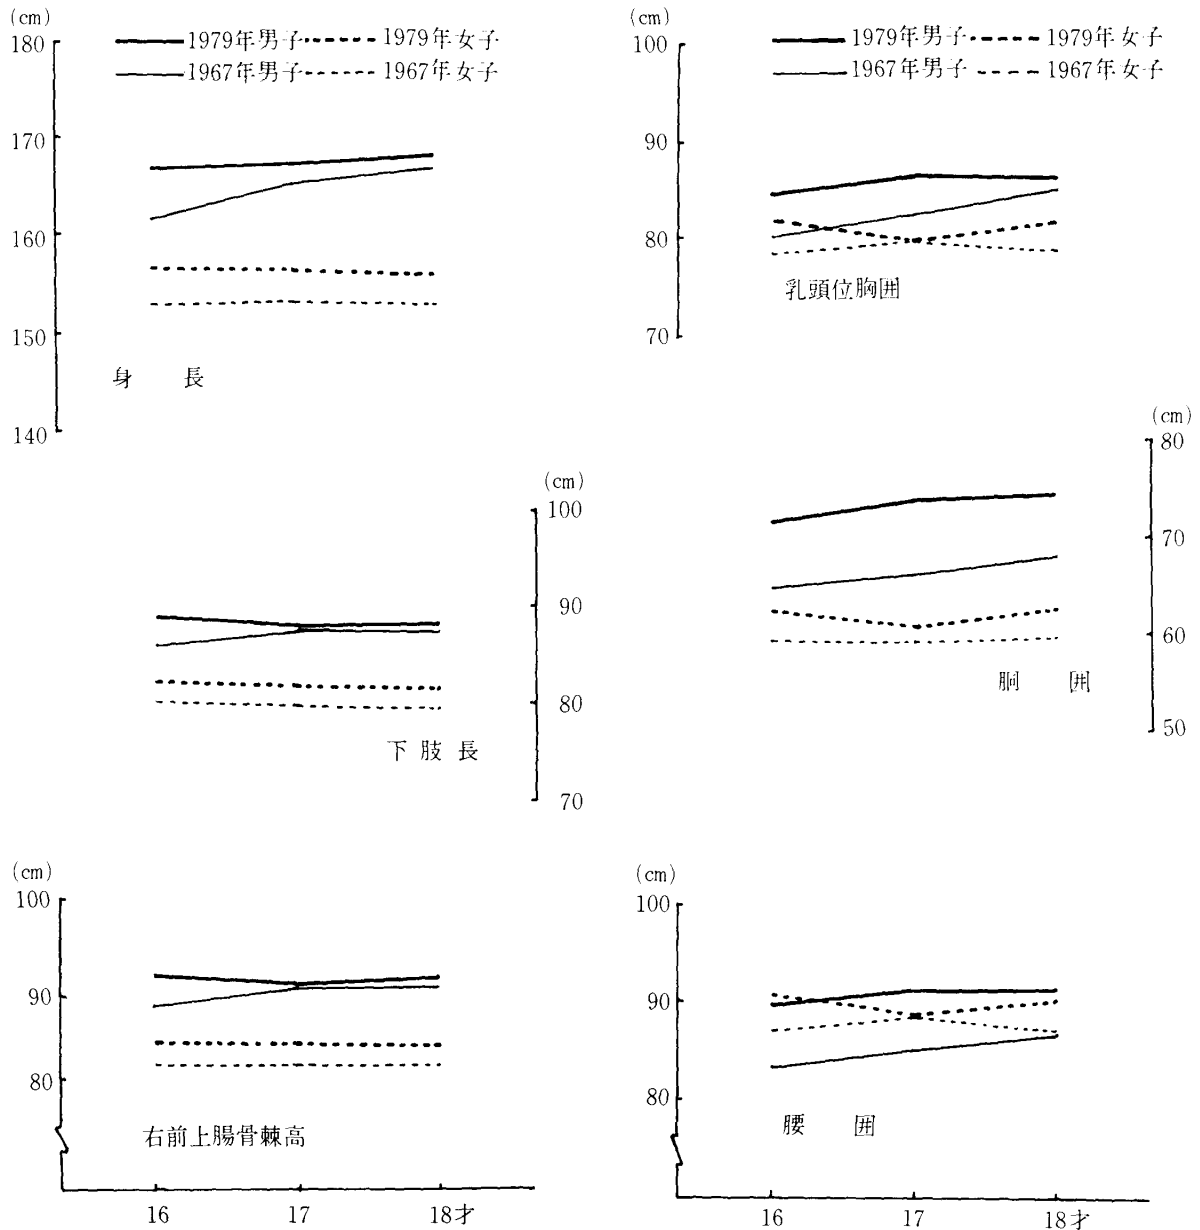 (cm)
180
1979年男子 1979年女子
1967年男子 1967年女子
170
160
150
身 長
140
(cm)
100
1979年男子 1979年女子
1967年男子 1967年女子
90
80
乳頭位胸囲
70
(cm)
100
90
80
下肢長
70
(cm)
80
70
60
胴 囲
50
(cm)
100
90
80
右前上腸骨棘高
16 17 18才
(cm)
100
90
80
腰 囲
16 17 18才